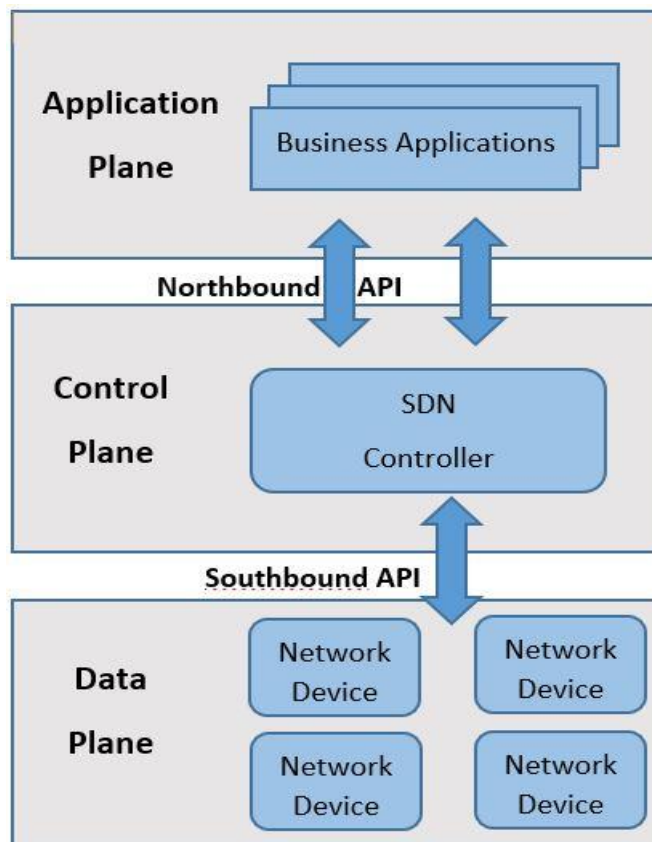 Application
Plane
Business Applications
Northbound API
Control
Plane
SDN
Controller
Southbound API
Data
Plane
Network
Device
Network
Device
Network
Device
Network
Device